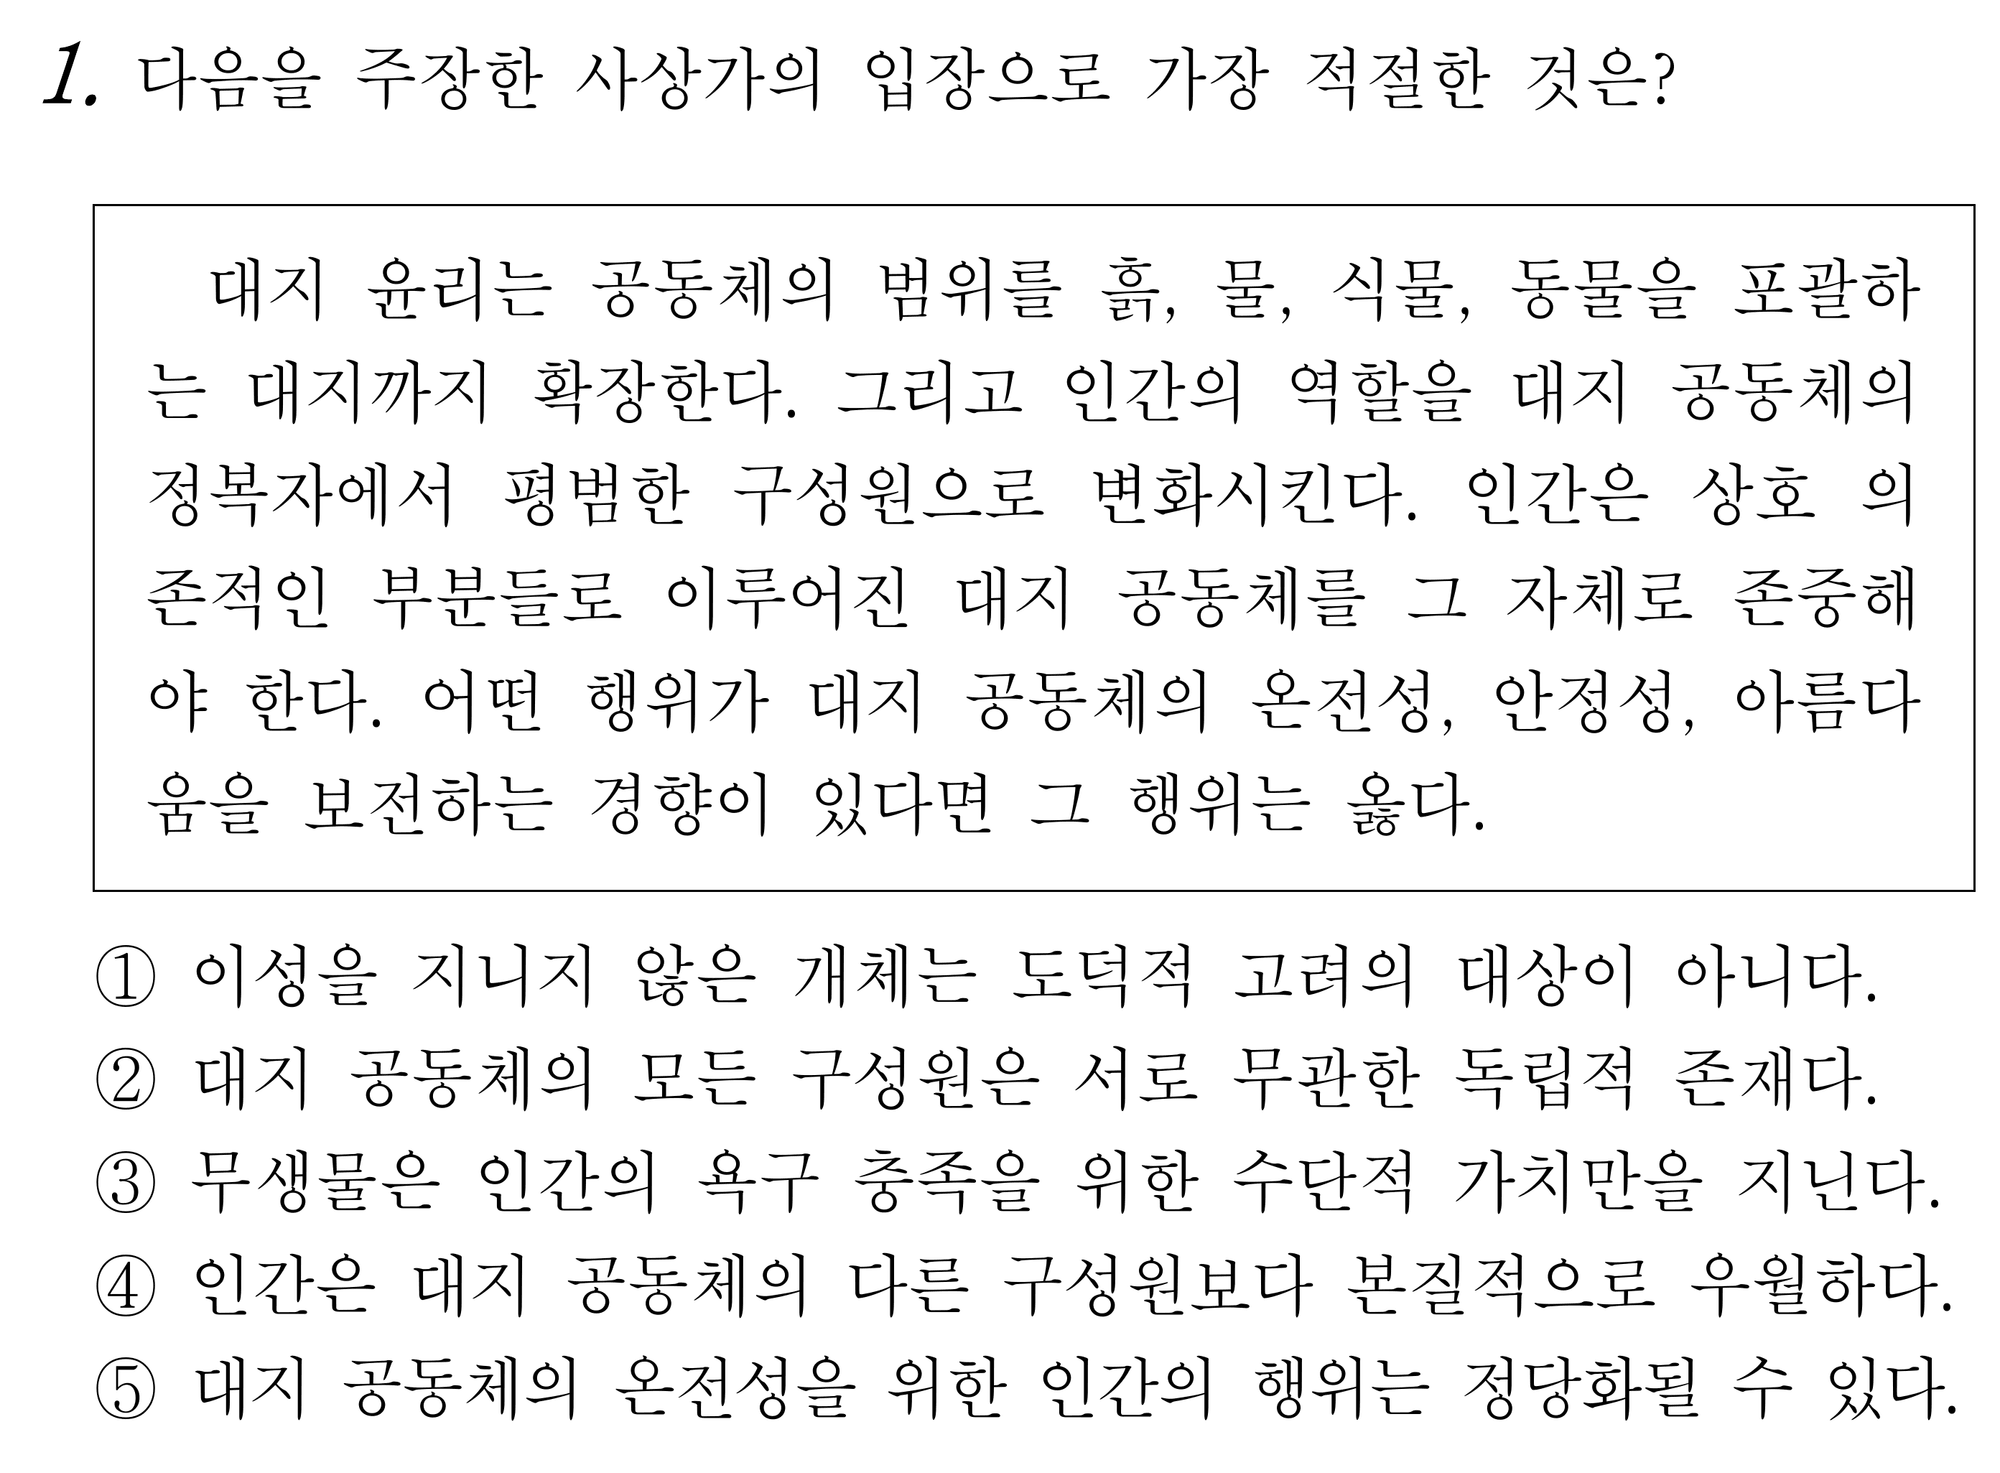 1. 다음을 주장한 사상가의 입장으로 가장 적절한 것은?
대지 윤리는 공동체의 범위를 흙, 물, 식물, 동물을 포괄하
는 대지까지 확장한다. 그리고 인간의 역할을 대지 공동체의
정복자에서 평범한 구성원으로 변화시킨다. 인간은 상호 의
존적인 부분들로 이루어진 대지 공동체를 그 자체로 존중해
야 한다. 어떤 행위가 대지 공동체의 온전성, 안정성, 아름다
움을 보전하는 경향이 있다면 그 행위는 옳다.
① 이성을 지니지 않은 개체는 도덕적 고려의 대상이 아니다.
② 대지 공동체의 모든 구성원은 서로 무관한 독립적 존재다.
③ 무생물은 인간의 욕구 충족을 위한 수단적 가치만을 지닌다.
④ 인간은 대지 공동체의 다른 구성원보다 본질적으로 우월하다.
⑤ 대지 공동체의 온전성을 위한 인간의 행위는 정당화될 수 있다.